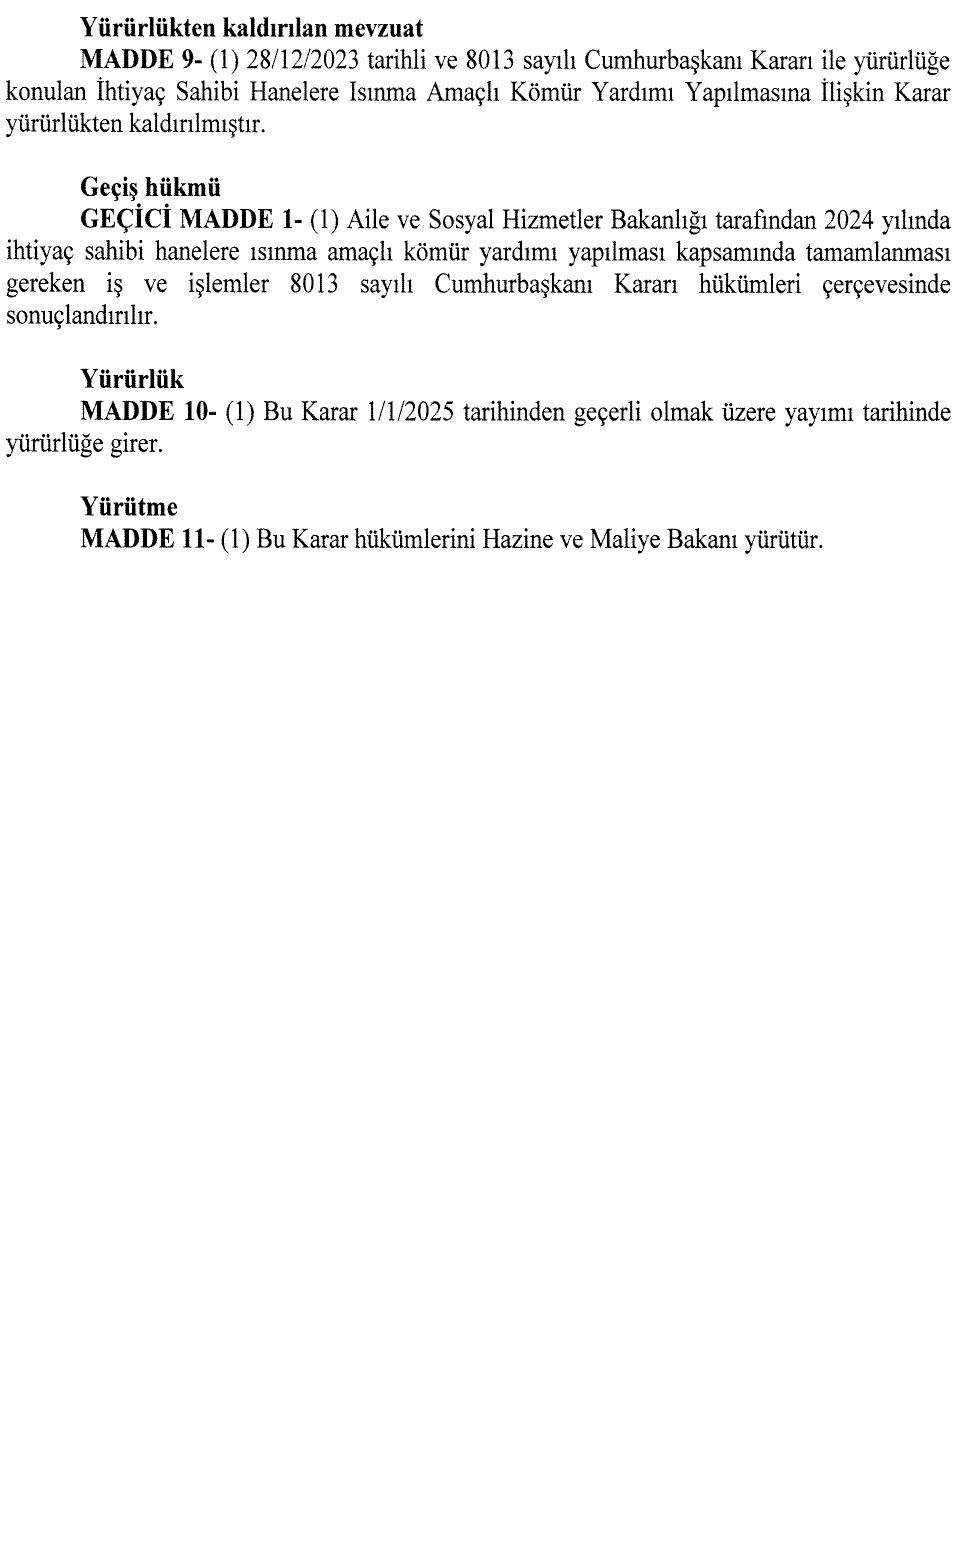 Yürürlükten kaldırılan mevzuat
MADDE 9- (1) 28/12/2023 tarihli ve 8013 sayılı Cumhurbaşkanı Kararı ile yürürlüğe
konulan İhtiyaç Sahibi Hanelere Isınma Amaçlı Kömür Yardımı Yapılmasına İlişkin Karar
yürürlükten kaldırılmıştır.
Geçiş hükmü
GEÇİCİ MADDE 1- (1) Aile ve Sosyal Hizmetler Bakanlığı tarafından 2024 yılında
ihtiyaç sahibi hanelere ısınma amaçlı kömür yardımı yapılması kapsamında tamamlanması
gereken iş ve işlemler 8013 sayılı Cumhurbaşkanı Kararı hükümleri çerçevesinde
sonuçlandırılır.
Yürürlük
MADDE 10- (1) Bu Karar 1/1/2025 tarihinden geçerli olmak üzere yayımı tarihinde
yürürlüğe girer.
Yürütme
MADDE 11- (1) Bu Karar hükümlerini Hazine ve Maliye Bakanı yürütür.